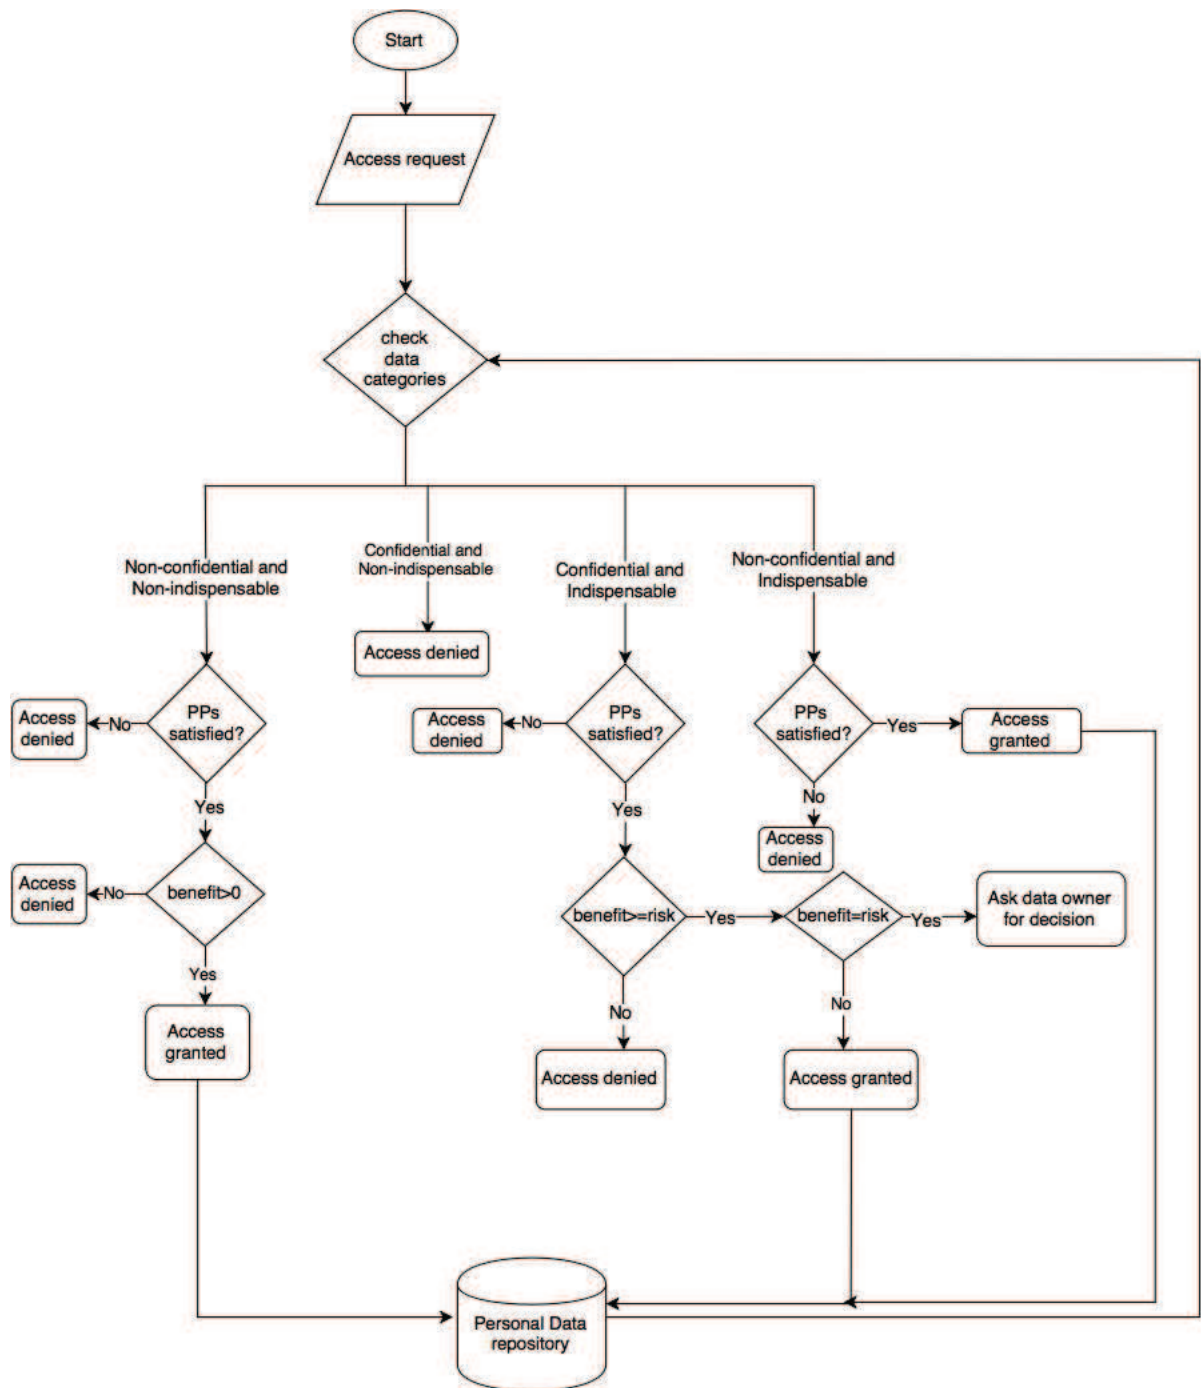 Start
Access request
check
data
categories
Non-confidential and
Non-indispensable
Confidential and
Non-indispensable
Confidential and
Indispensable
Non-confidential and
Indispensable
Access denied
Access
denied
No
PPs
satisfied?
Access
denied
No
PPs
satisfied?
PPs
satisfied?
Yes
Access
granted
Yes
Yes
No
Access
denied
Access
denied
No
benefit>0
benefit>=risk
Yes
benefit=risk
Yes
Ask data owner
for decision
Yes
No
No
Access
granted
Access denied
Access granted
Personal Data
repository